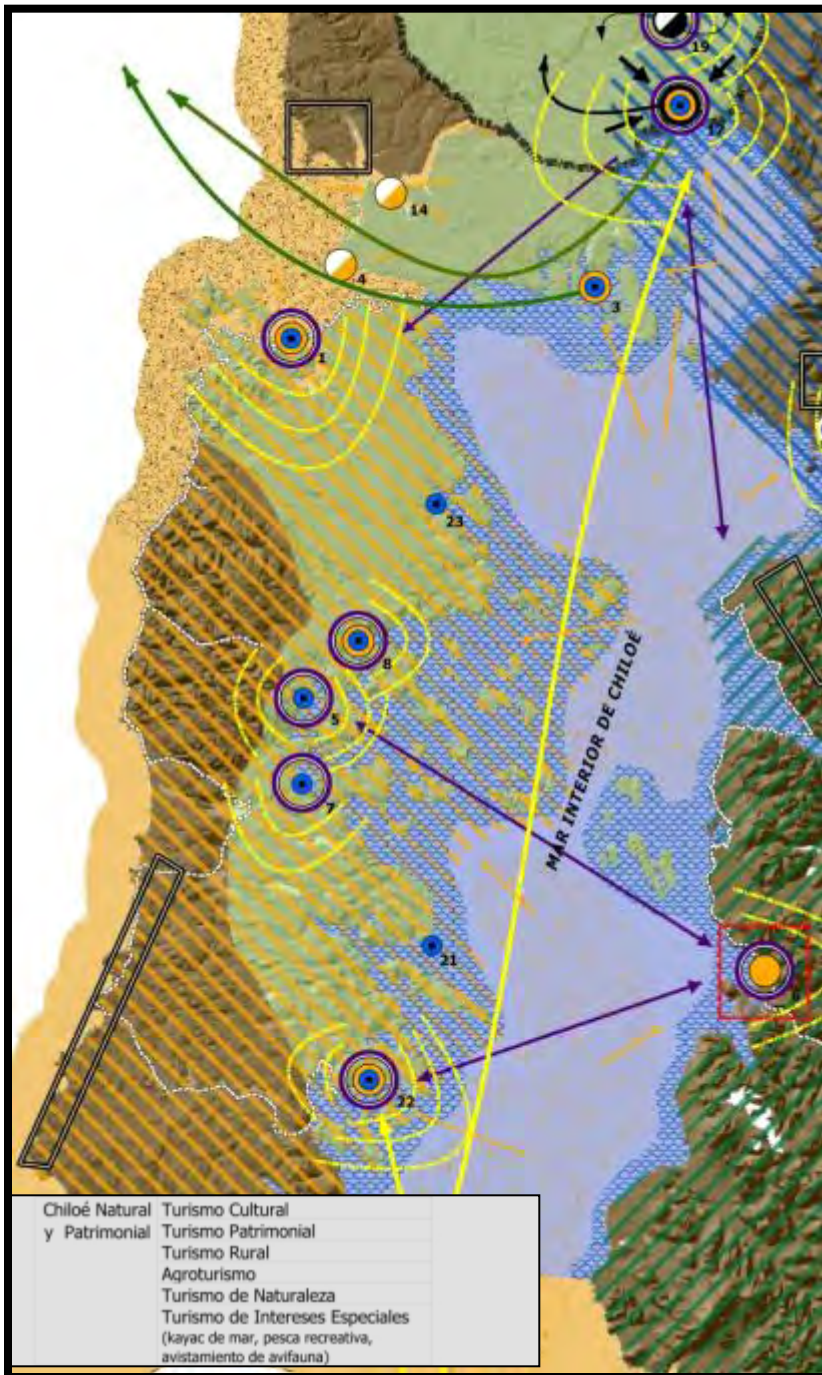 19
17
14
4
3
1
23
8
5
7
MAR INTERIOR DE CHILOÉ
21
6
22
Chiloé Natural
y Patrimonial
Turismo Cultural
Turismo Patrimonial
Turismo Rural
Agroturismo
Turismo de Naturaleza
Turismo de Intereses Especiales
(kayac de mar, pesca recreativa,
avistamiento de avifauna)